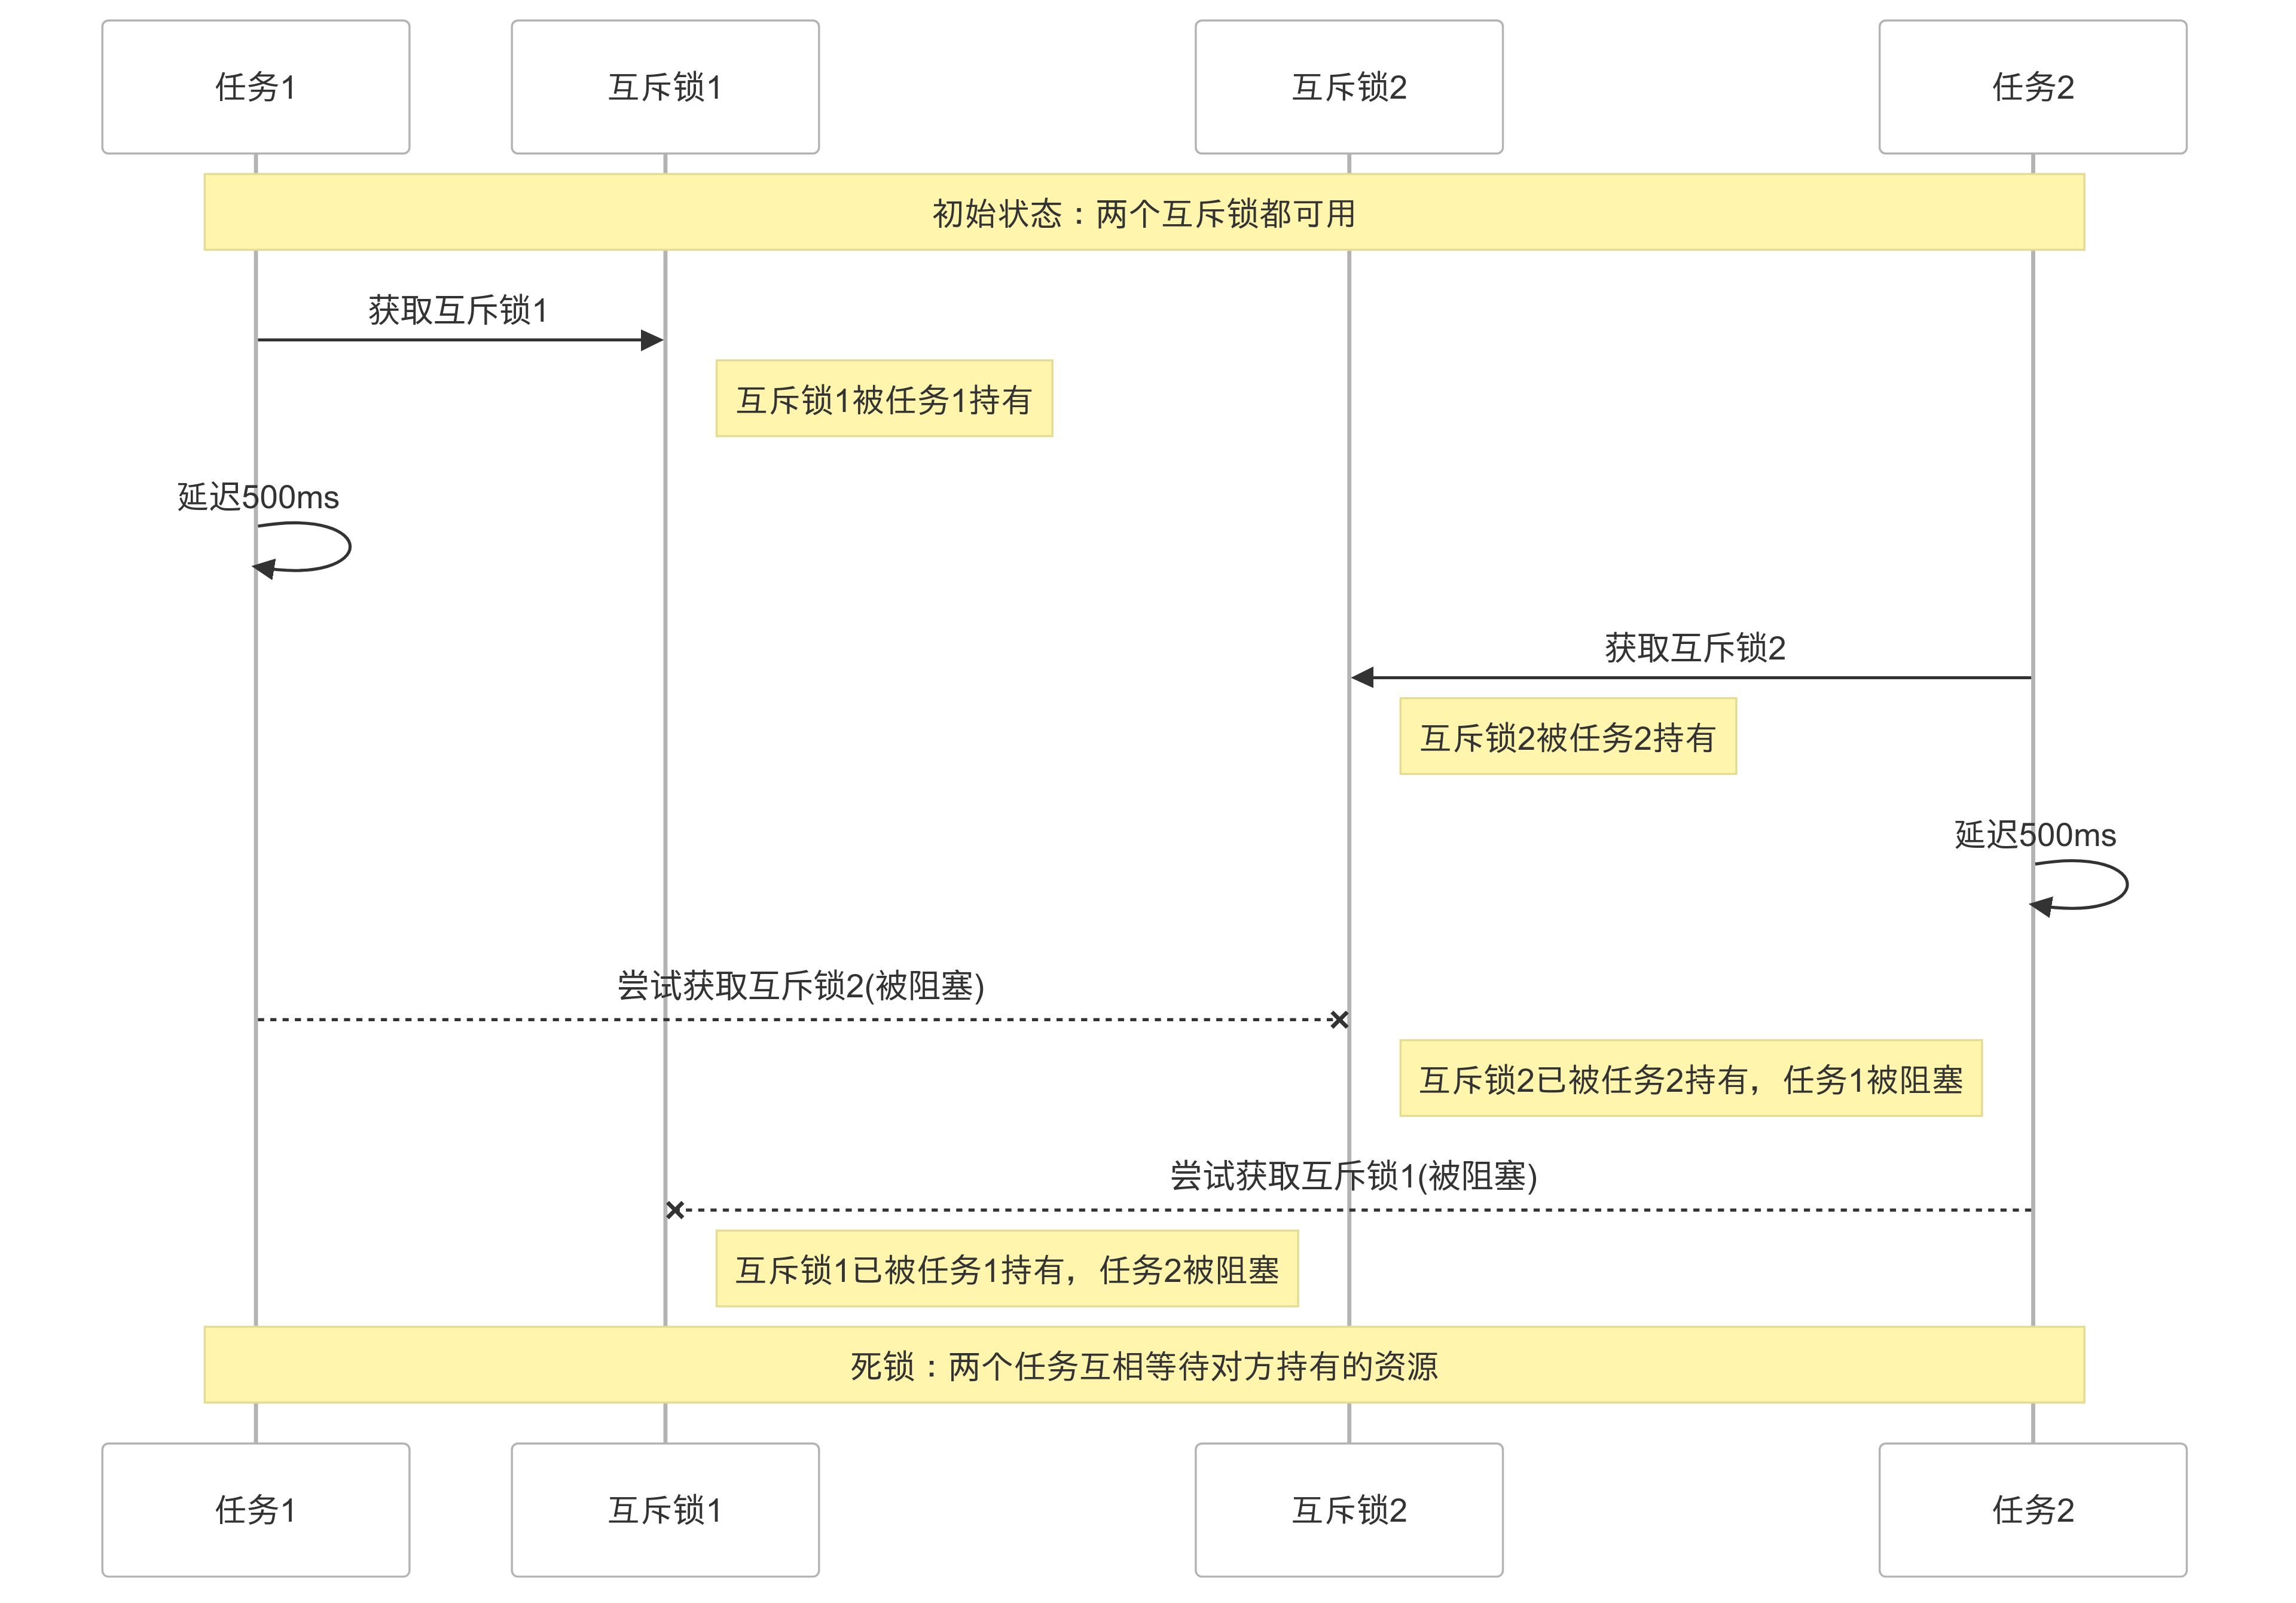 任务1
互斥锁1
互斥锁2
任务2
初始状态：两个互斥锁都可用
获取互斥锁1
互斥锁1被任务1持有
延迟500ms
获取互斥锁2
互斥锁2被任务2持有
延迟500ms
尝试获取互斥锁2(被阻塞)
互斥锁2已被任务2持有，任务1被阻塞
尝试获取互斥锁1(被阻塞)
互斥锁1已被任务1持有，任务2被阻塞
死锁：两个任务互相等待对方持有的资源
任务1
互斥锁1
互斥锁2
任务2